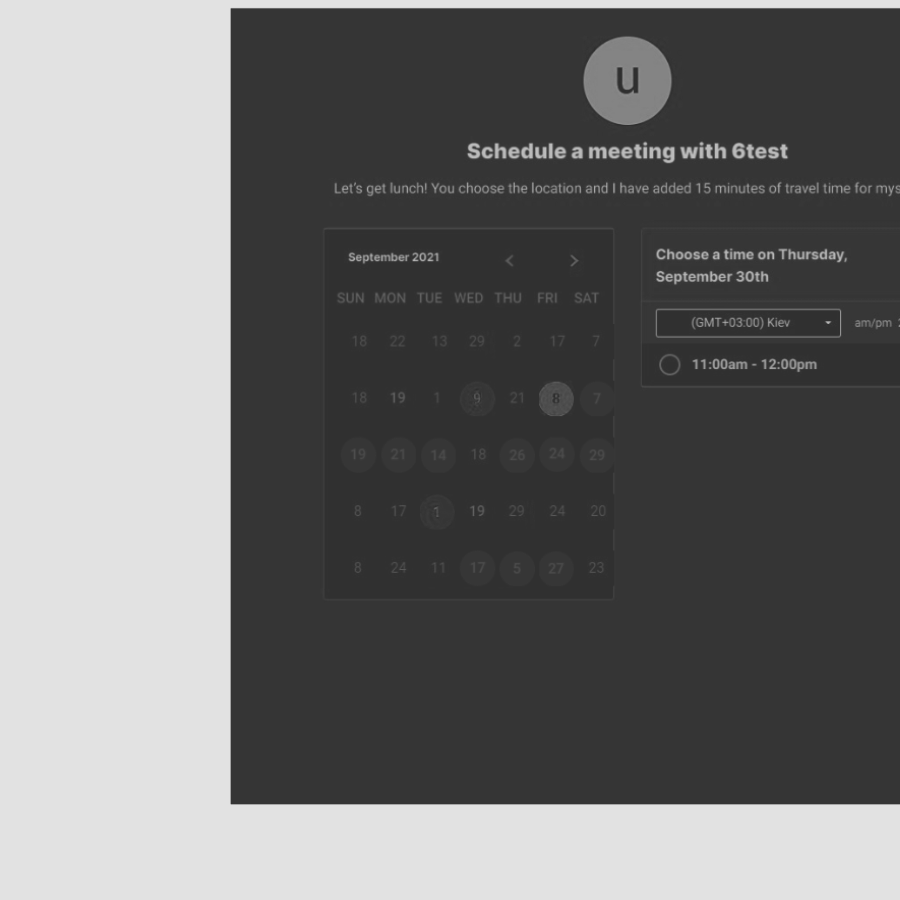 u
Schedule a meeting with 6test
Let's get lunch! You choose the location and I have added 15 minutes of travel time for mys
September 2021
SUN MON TUE WED THU FRI SAT
18 22 13 29 2 17 7
18 19 1 9 21 8 7
19 21 14 18 26 24 29
8 17 1 19 29 24 20
8 24 11 17 5 27 23
Choose a time on Thursday,
September 30th
(GMT+03:00) Kiev am/pm
11:00am - 12:00pm